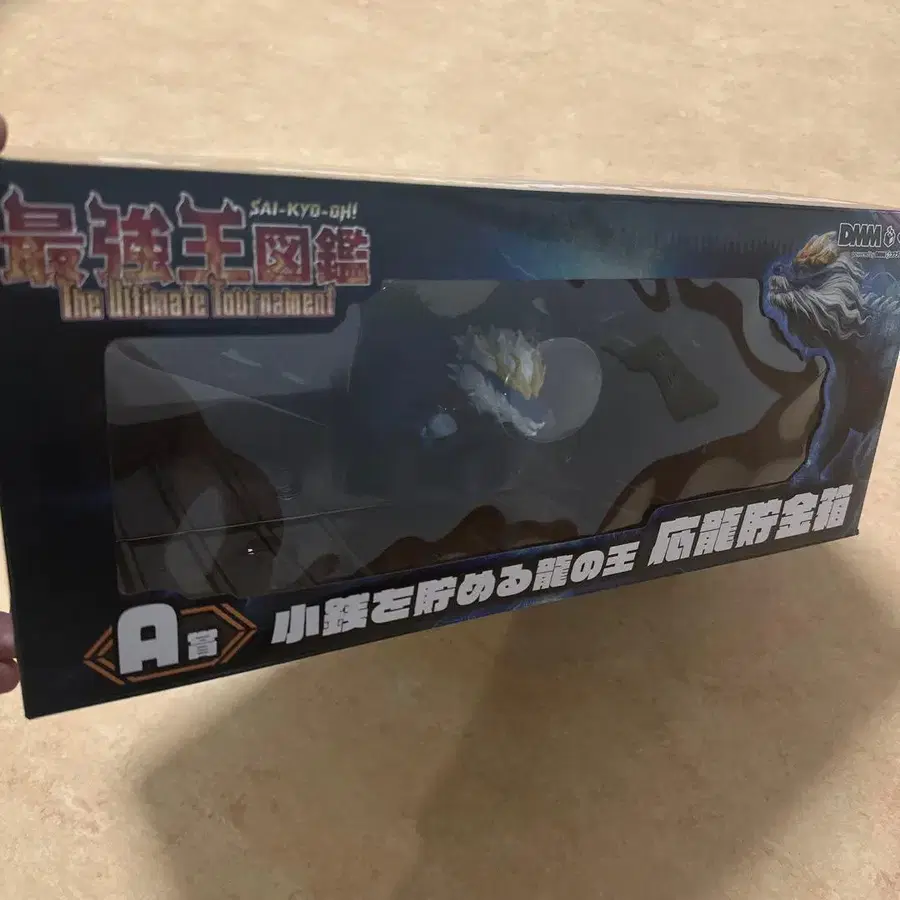 SAI-KYO-OH!
最強王図鑑
The Ultimate Tournament
DMM
A賞
小銭を貯める龍の王 応龍貯金箱